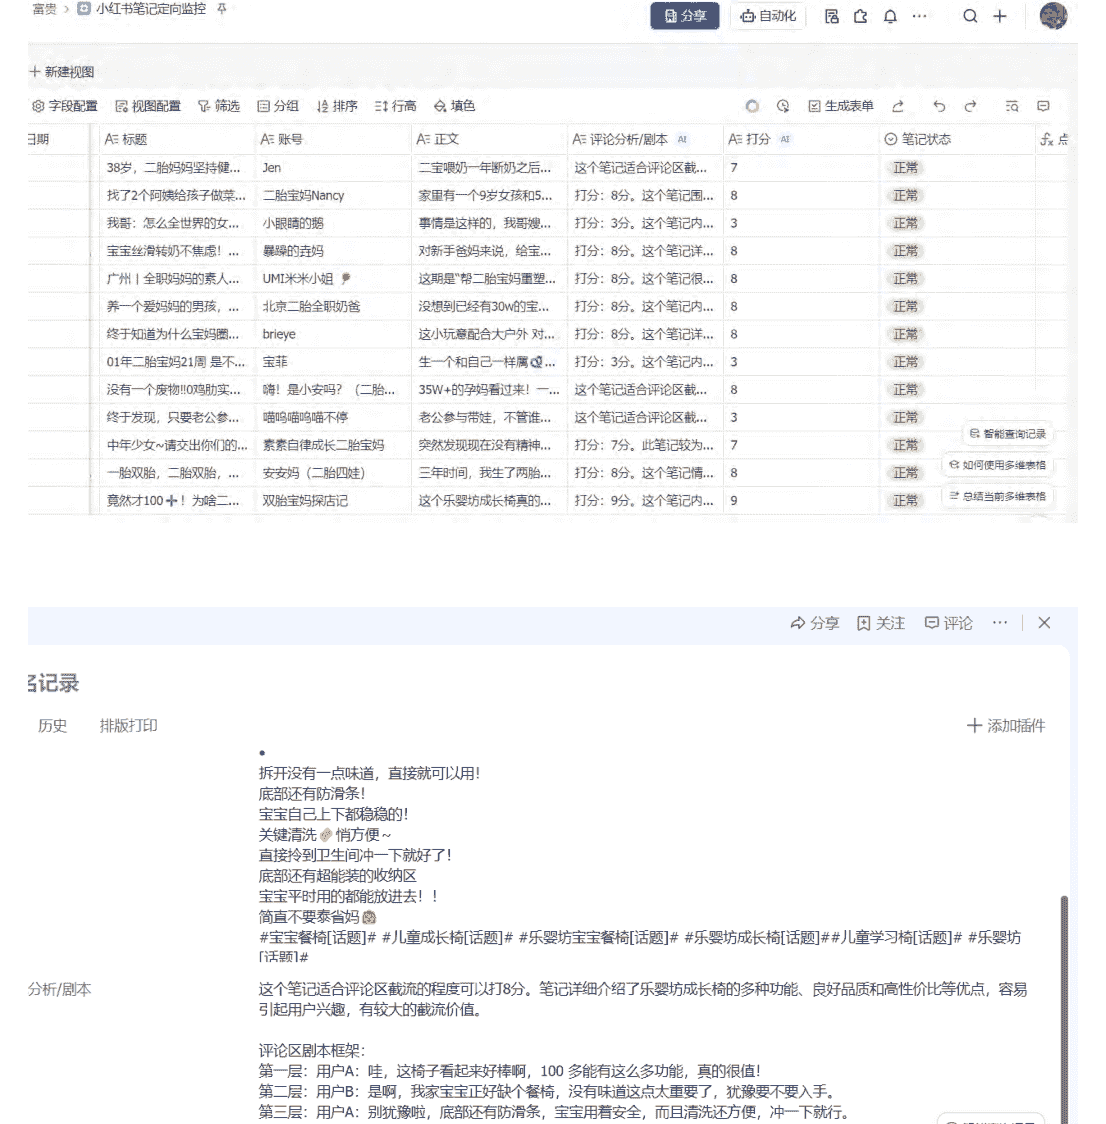 富贵 > 小红书笔记定向监控
分享 自动化
+ 新建视图
字段配置 视图配置 筛选 分组 排序 行高 填色 生成表单
日期 标题 账号 正文 评论分析/剧本 AI 打分 AI 笔记状态 点
38岁，二胎妈妈坚持健... Jen 二宝喂奶一年断奶之后... 这个笔记适合评论区截... 7 正常
找了2个阿姨给孩子做菜... 二胎宝妈Nancy 家里有一个9岁女孩和5... 打分：8分。这个笔记围... 8 正常
我哥：怎么全世界的女... 小眼睛的鹅 事情是这样的，我哥嫂... 打分：3分。这个笔记内... 3 正常
宝宝丝滑转奶不焦虑！... 暴躁的垚妈 对新手爸妈来说，给宝... 打分：8分。这个笔记详... 8 正常
广州｜全职妈妈的素人... UMI米米小姐 这期是“帮二胎宝妈重塑... 打分：8分。这个笔记很... 8 正常
养一个爱妈妈的男孩，... 北京二胎全职奶爸 没想到已经有30w的宝... 打分：8分。这个笔记内... 8 正常
终于知道为什么宝妈圈... brieye 这小玩意配合大户外 对... 打分：8分。这个笔记详... 8 正常
01年二胎宝妈21周 是不... 宝菲 生一个和自己一样属... 打分：3分。这个笔记内... 3 正常
没有一个废物!!0鸡肋实... 嗨！是小安吗？（二胎... 35W+的孕妈看过来！一... 这个笔记适合评论区截... 8 正常
终于发现，只要老公参... 喵呜呜喵喵不停 老公参与带娃，不管谁... 这个笔记适合评论区截... 3 正常
中年少女~请交出你们的... 素素自律成长二胎宝妈 突然发现现在没有精神... 打分：7分。此笔记较为... 7 正常
智能查询记录
一胎双胎，二胎双胎，... 安安妈（二胎四娃） 三年时间，我生了两胎... 打分：8分。这个笔记情... 8 正常
如何使用多维表格
竟然才100➕！为啥二... 双胎宝妈探店记 这个乐婴坊成长椅真的... 打分：9分。这个笔记内... 9 正常
总结当前多维表格
分享 关注 评论 ... ×
名记录
历史 排版打印 + 添加插件
•
拆开没有一点味道，直接就可以用！
底部还有防滑条！
宝宝自己上下都稳稳的！
关键清洗🧼悄方便～
直接拎到卫生间冲一下就好了！
底部还有超能装的收纳区
宝宝平时用的都能放进去！！
简直不要泰省妈
#宝宝餐椅[话题]# #儿童成长椅[话题]# #乐婴坊宝宝餐椅[话题]# #乐婴坊成长椅[话题]##儿童学习椅[话题]# #乐婴坊
[话题]#
分析/剧本 这个笔记适合评论区截流的程度可以打8分。笔记详细介绍了乐婴坊成长椅的多种功能、良好品质和高性价比等优点，容易
引起用户兴趣，有较大的截流价值。
评论区剧本框架：
第一层：用户A：哇，这椅子看起来好棒啊，100 多能有这么多功能，真的很值！
第二层：用户B：是啊，我家宝宝正好缺个餐椅，没有味道这点太重要了，犹豫要不要入手。
第三层：用户A：别犹豫啦，底部还有防滑条，宝宝用着安全，而且清洗还方便，冲一下就行。